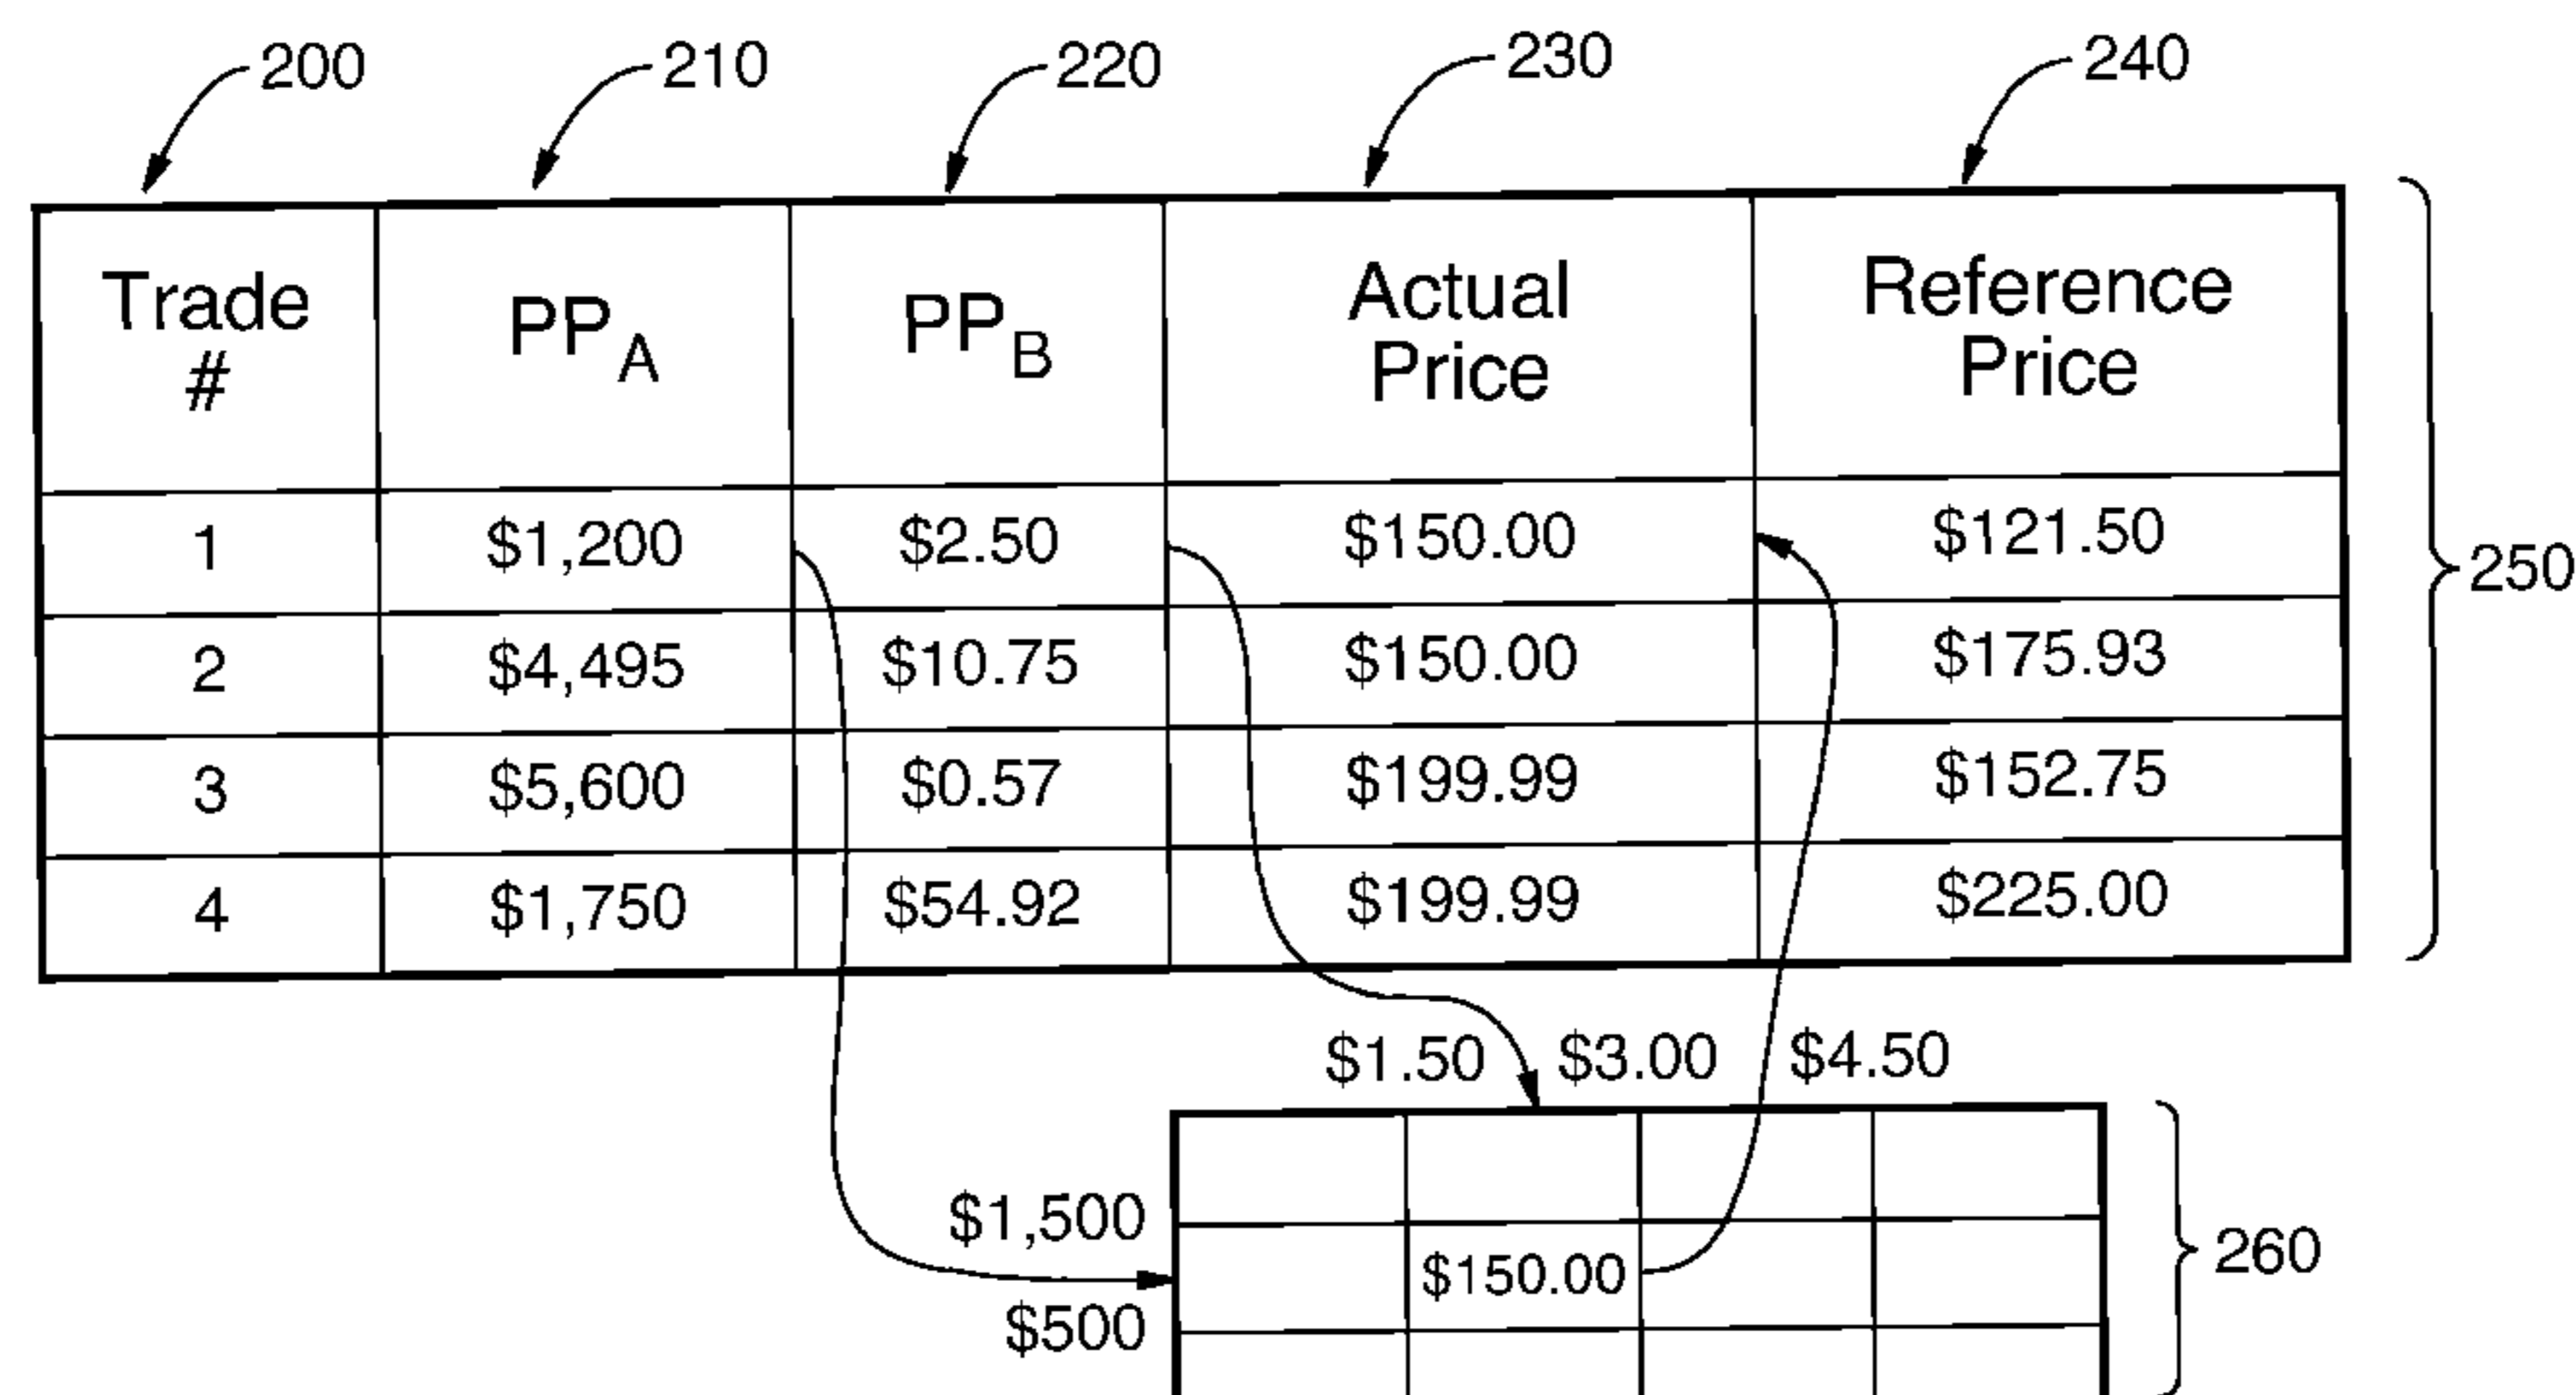 200 210 220 230 240
Trade # PP A PP B Actual Price Reference Price
1 $1,200 $2.50 $150.00 $121.50
250
2 $4,495 $10.75 $150.00 $175.93
3 $5,600 $0.57 $199.99 $152.75
4 $1,750 $54.92 $199.99 $225.00
$1.50 $3.00 $4.50
$1,500
$150.00 260
$500